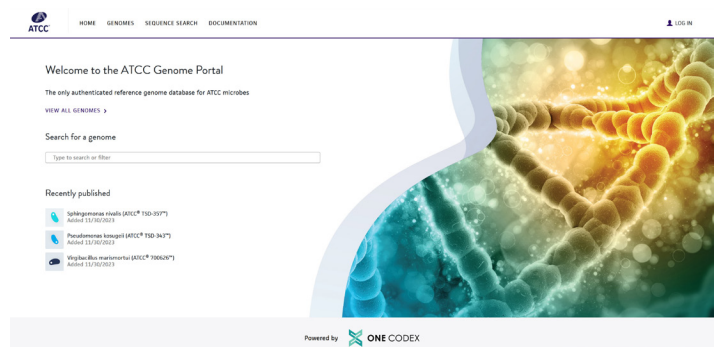 ATCC
HOME GENOMES SEQUENCE SEARCH DOCUMENTATION
LOG IN
Welcome to the ATCC Genome Portal
The only authenticated reference genome database for ATCC microbes
VIEW ALL GENOMES >
Search for a genome
Type to search or filter
Recently published
Sphingomonas nivalis (ATCC® TSD-357™)
Added 11/30/2023
Pseudomonas kosugeii (ATCC® TSD-343™)
Added 11/30/2023
Virgibacillus marismortui (ATCC® 700626™)
Added 11/30/2023
Powered by ONE CODEX